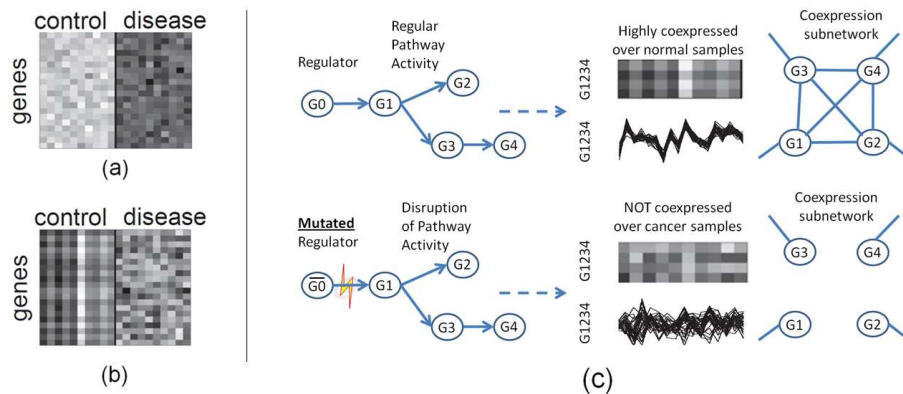 control disease
genes
(a)
control disease
genes
(b)
Regulator
Regular
Pathway
Activity
G0
G1
G2
G3
G4
Highly coexpressed
over normal samples
G1234
G1234
Coexpression
subnetwork
G3
G4
G1
G2
Mutated
Regulator
Disruption
of Pathway
Activity
G0
G1
G2
G3
G4
NOT coexpressed
over cancer samples
G1234
G1234
Coexpression
subnetwork
G3
G4
G1
G2
(c)